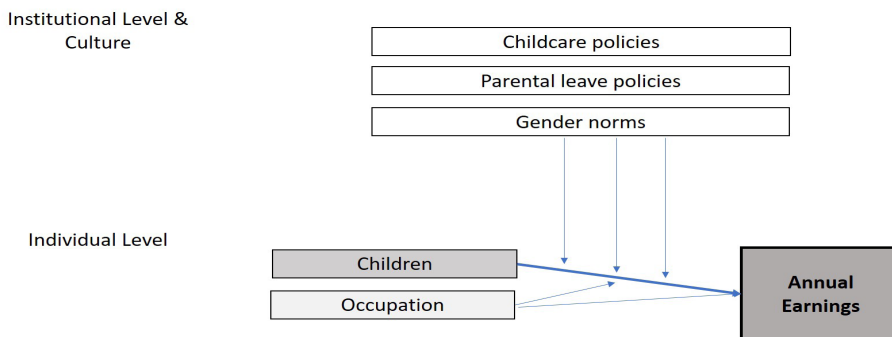 Institutional Level &
Culture
Childcare policies
Parental leave policies
Gender norms
Individual Level
Children
Occupation
Annual
Earnings